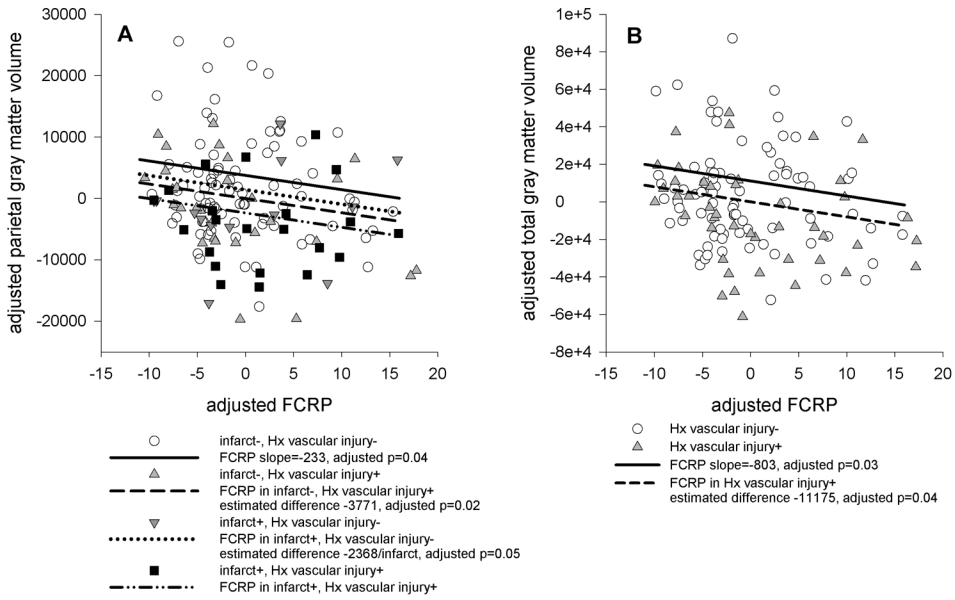 A
adjusted parietal gray matter volume
30000
20000
10000
0
-10000
-20000
-15
-10
-5
0
5
10
15
20
adjusted FCRP
infarct-, Hx vascular injury-
FCRP slope=-233, adjusted p=0.04
infarct-, Hx vascular injury+
FCRP in infarct-, Hx vascular injury+
estimated difference -3771, adjusted p=0.02
infarct+, Hx vascular injury-
FCRP in infarct+, Hx vascular injury-
estimated difference -2368/infarct, adjusted p=0.05
infarct+, Hx vascular injury+
FCRP in infarct+, Hx vascular injury+
B
adjusted total gray matter volume
1e+5
8e+4
6e+4
4e+4
2e+4
0
-2e+4
-4e+4
-6e+4
-8e+4
-15
-10
-5
0
5
10
15
20
adjusted FCRP
Hx vascular injury-
Hx vascular injury+
FCRP slope=-803, adjusted p=0.03
FCRP in Hx vascular injury+
estimated difference -11175, adjusted p=0.04